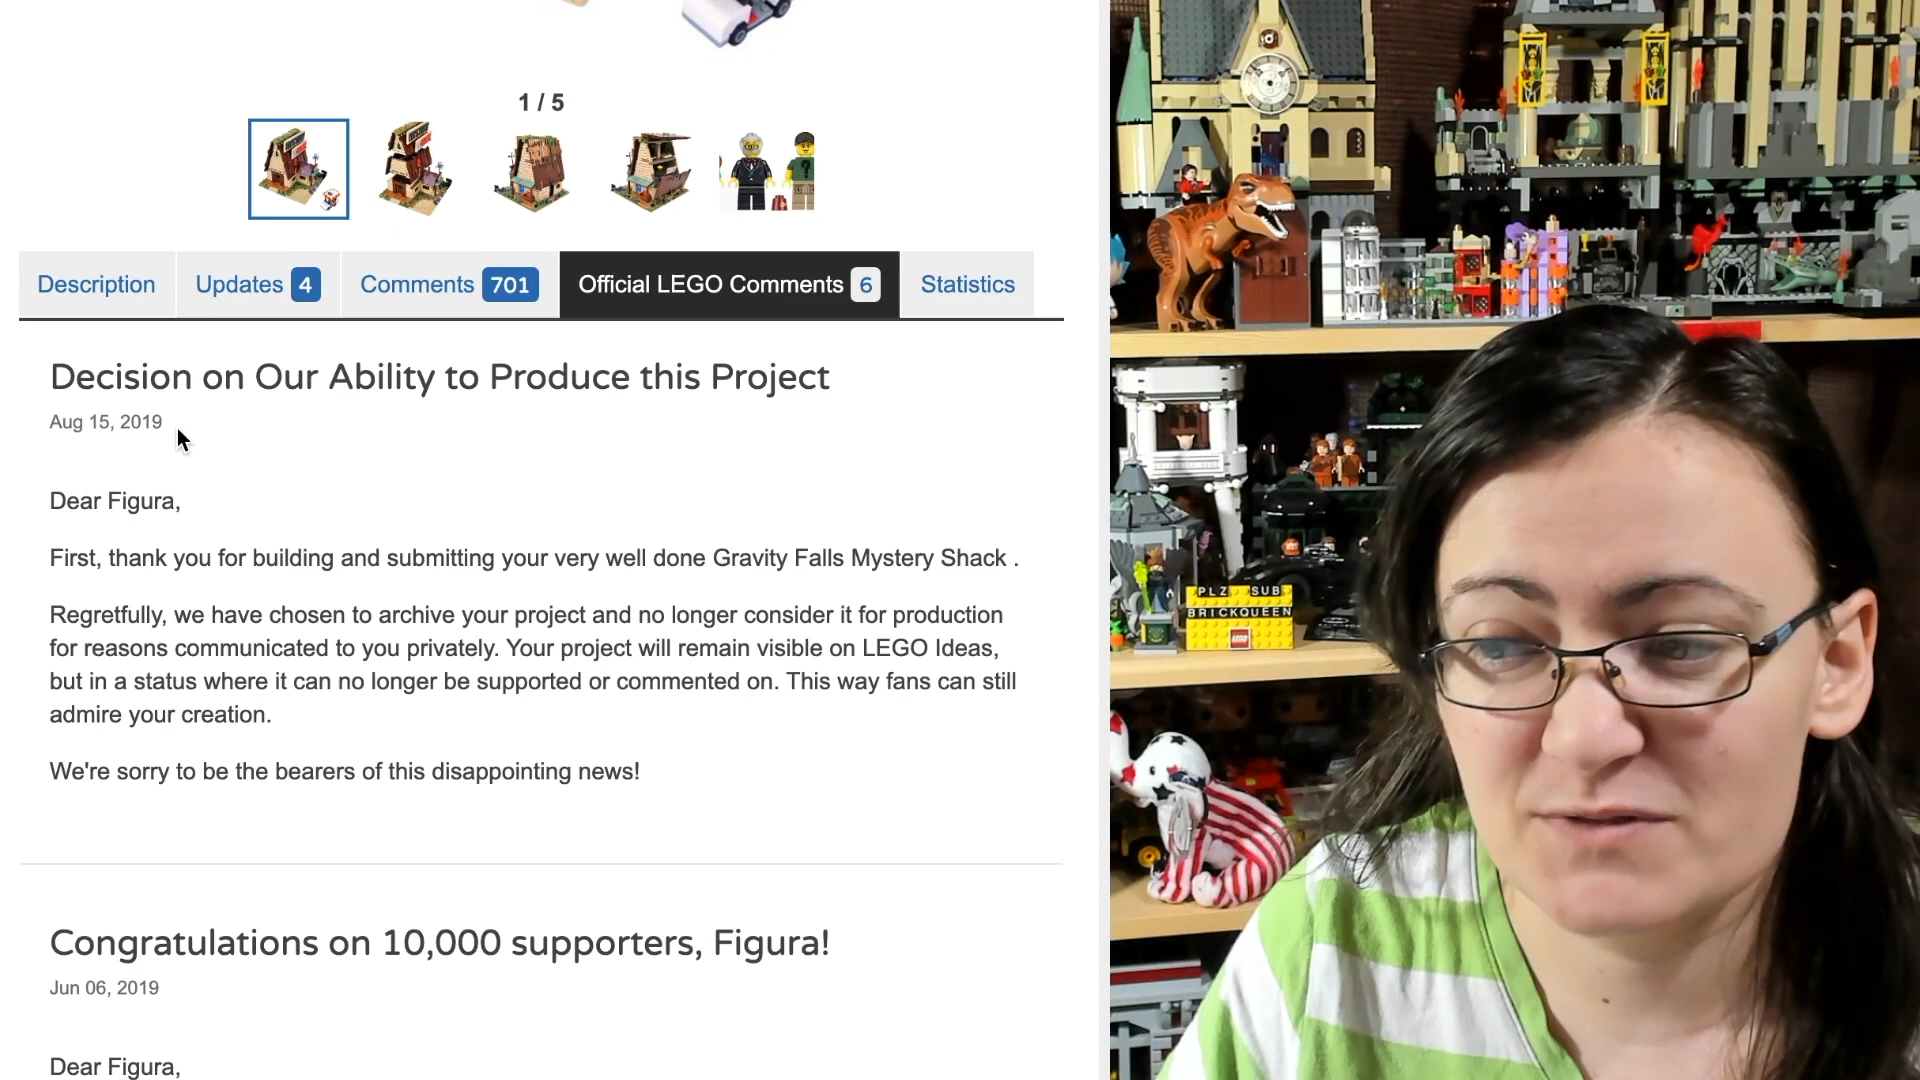 1 / 5
Description Updates 4 Comments 701 Official LEGO Comments 6 Statistics
Decision on Our Ability to Produce this Project
Aug 15, 2019
Dear Figura,
First, thank you for building and submitting your very well done Gravity Falls Mystery Shack .
Regretfully, we have chosen to archive your project and no longer consider it for production
for reasons communicated to you privately. Your project will remain visible on LEGO Ideas,
but in a status where it can no longer be supported or commented on. This way fans can still
admire your creation.
We're sorry to be the bearers of this disappointing news!
Congratulations on 10,000 supporters, Figura!
Jun 06, 2019
Dear Figura,
PLZ SUB
BRICKQUEEN
LEGO